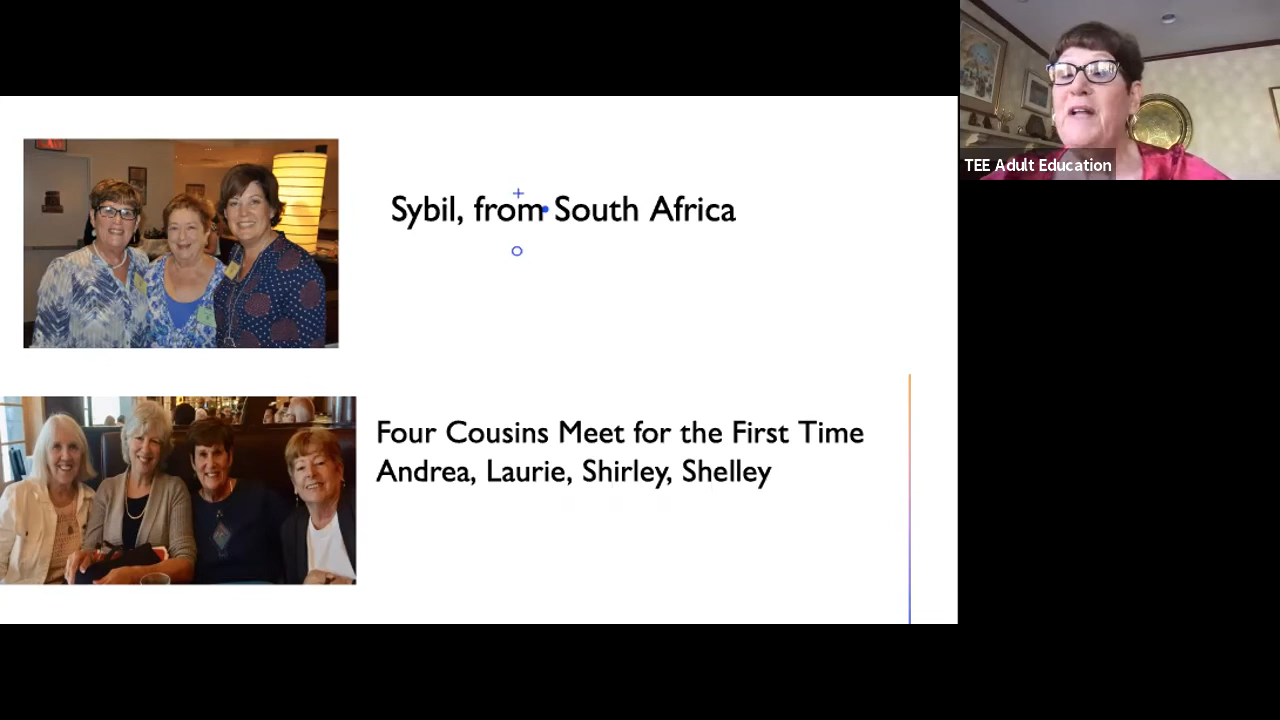 TEE Adult Education
Sybil, from South Africa
Four Cousins Meet for the First Time
Andrea, Laurie, Shirley, Shelley